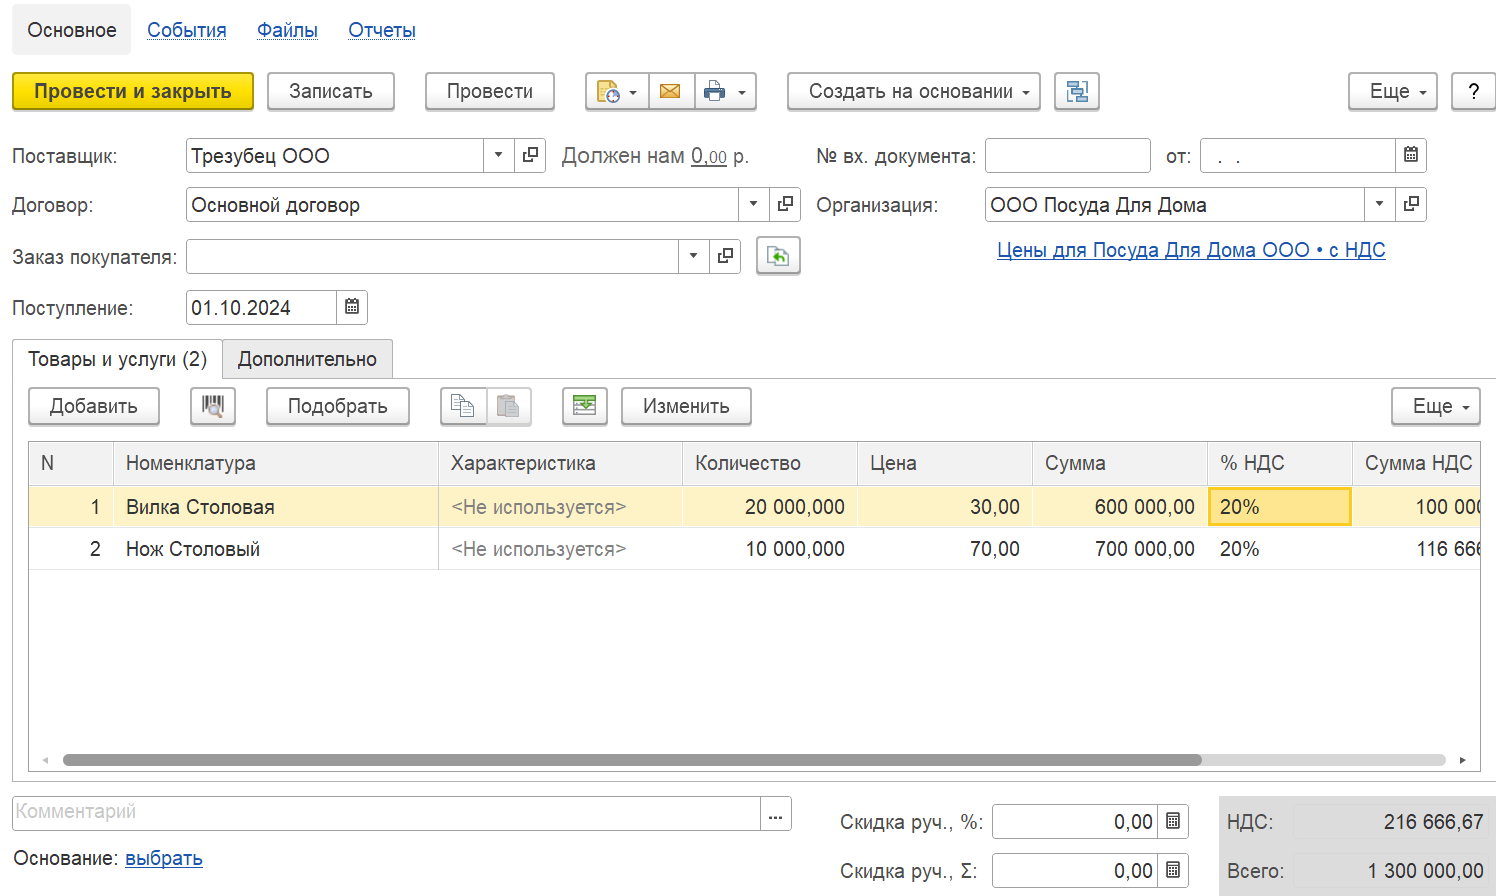 Основное События Файлы Отчеты
Провести и закрыть Записать Провести Создать на основании Еще ?
Поставщик: Трезубец ООО Должен нам 0,00 р. № вх. документа: от: . .
Договор: Основной договор Организация: ООО Посуда Для Дома
Заказ покупателя: Цены для Посуда Для Дома ООО • с НДС
Поступление: 01.10.2024
Товары и услуги (2) Дополнительно
Добавить Подобрать Изменить Еще
N Номенклатура Характеристика Количество Цена Сумма % НДС Сумма НДС
1 Вилка Столовая <Не используется> 20 000,000 30,00 600 000,00 20% 100 000
2 Нож Столовый <Не используется> 10 000,000 70,00 700 000,00 20% 116 666
Комментарий ... Скидка руч., %: 0,00 НДС: 216 666,67
Основание: выбрать Скидка руч., Σ: 0,00 Всего: 1 300 000,00